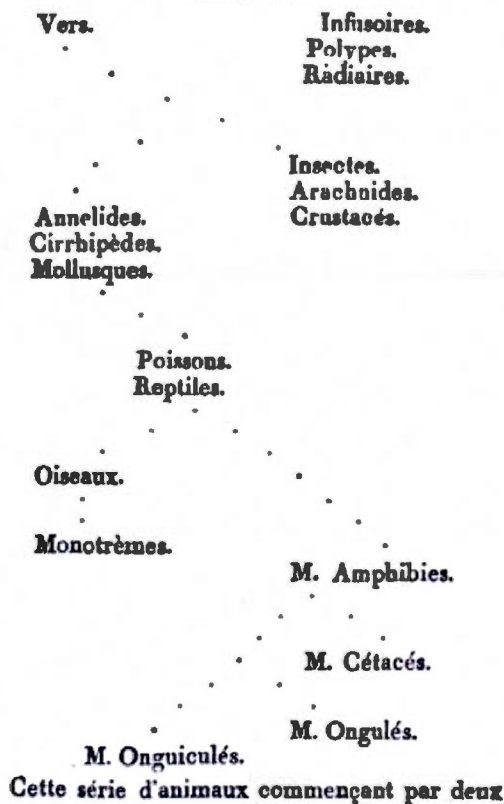 Vers.
Infusoires.
Polypes.
Radiaires.
Insectes.
Arachnides.
Crustacés.
Annelides.
Cirrhipèdes.
Mollusques.
Poissons.
Reptiles.
Oiseaux.
Monotrèmes.
M. Amphibies.
M. Cétacés.
M. Ongulés.
M. Onguiculés.
Cette série d'animaux commençant par deux